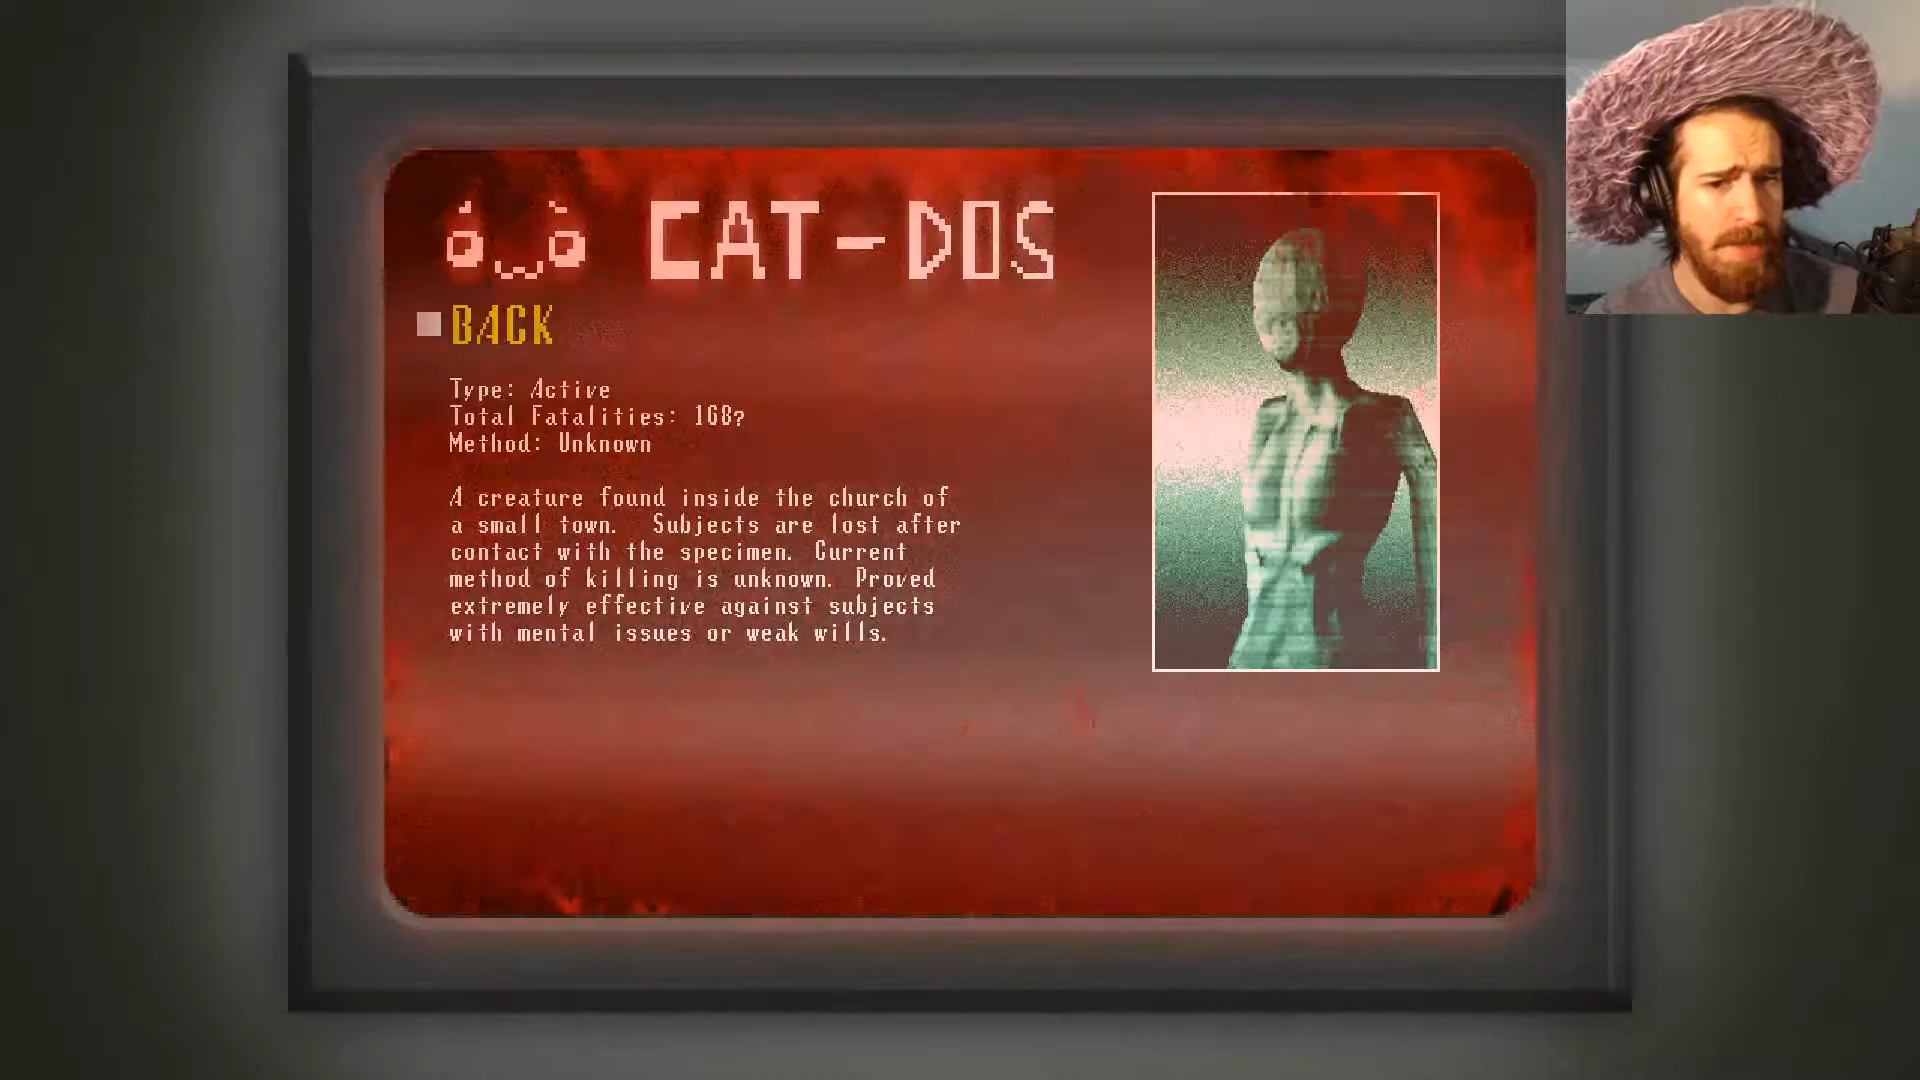 CAT-DOS
BACK
Type: Active
Total Fatalities: 168?
Method: Unknown
A creature found inside the church of
a small town. Subjects are lost after
contact with the specimen. Current
method of killing is unknown. Proved
extremely effective against subjects
with mental issues or weak wills.